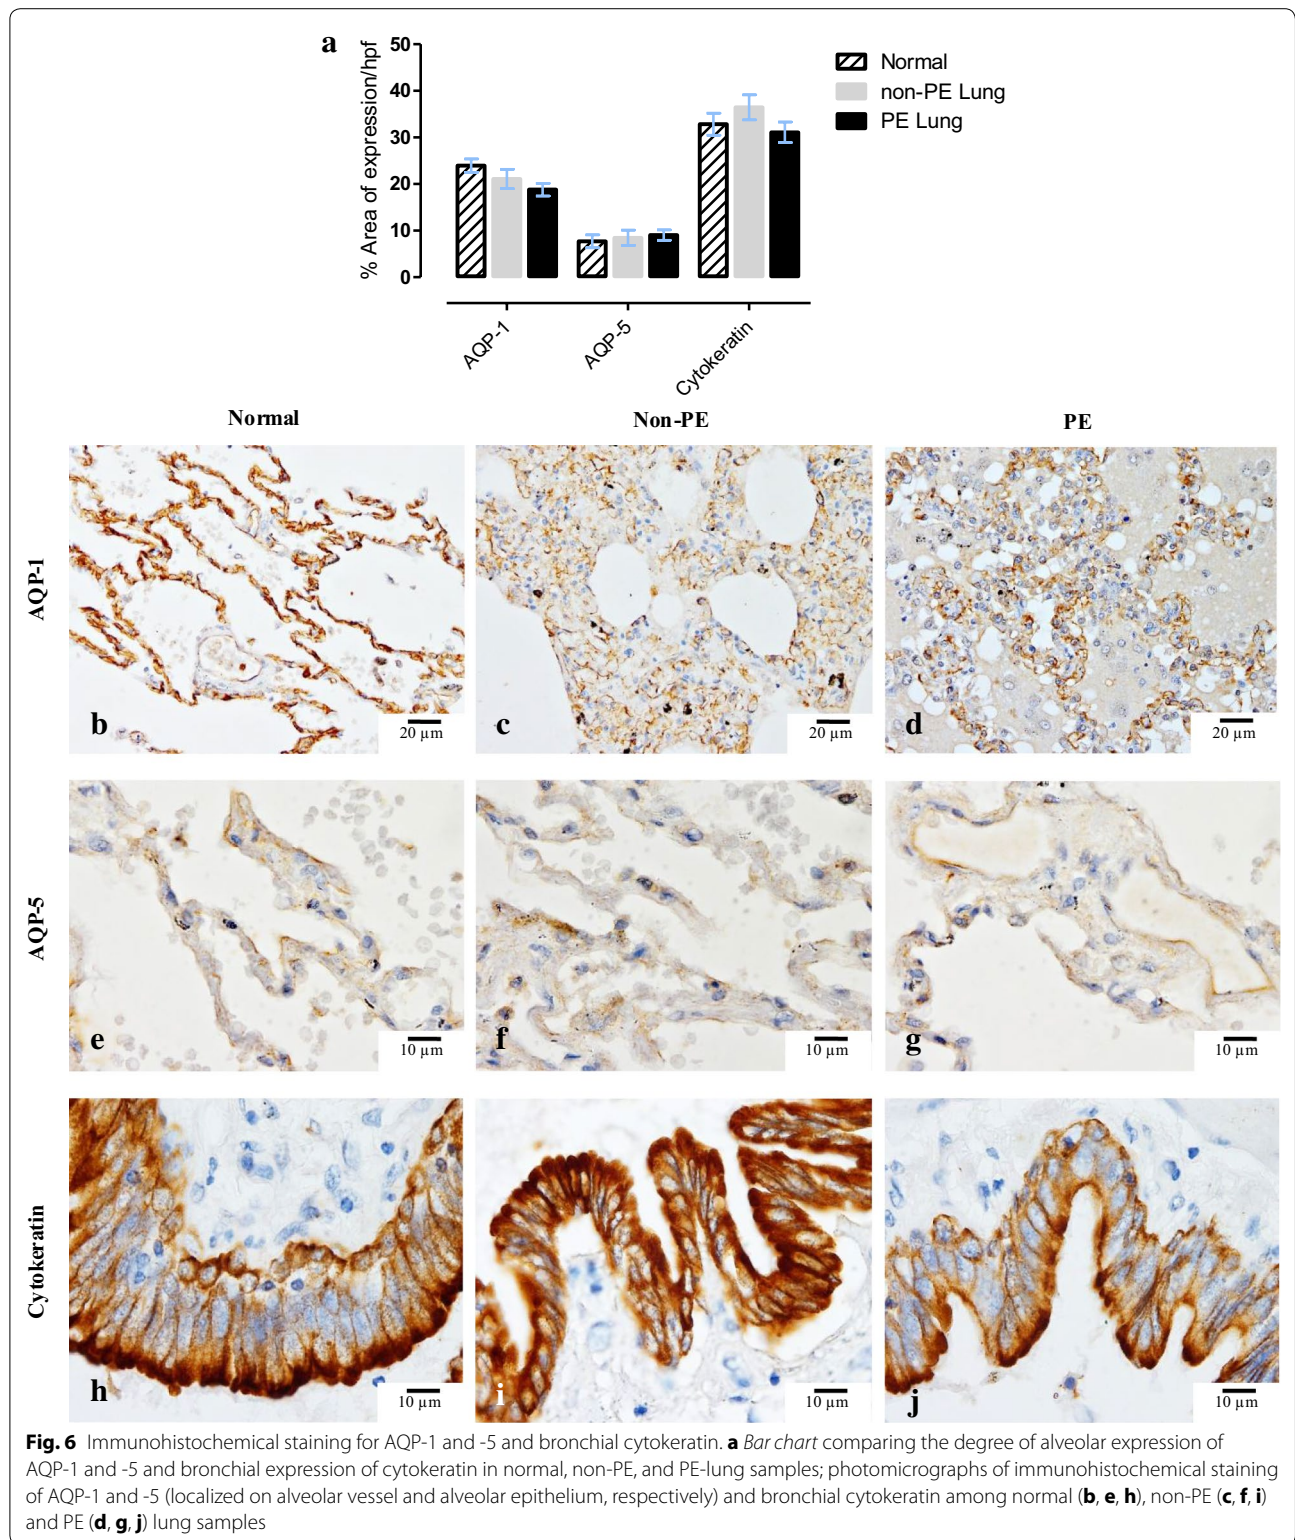 a
% Area of expression/hpf
50
40
30
20
10
0
AQP-1
AQP-5
Cytokeratin
Normal
non-PE Lung
PE Lung
Normal
Non-PE
PE
AQP-1
b
20 µm
c
20 µm
d
20 µm
AQP-5
e
10 µm
f
10 µm
g
10 µm
Cytokeratin
h
10 µm
i
10 µm
j
10 µm
Fig. 6 Immunohistochemical staining for AQP-1 and -5 and bronchial cytokeratin. a Bar chart comparing the degree of alveolar expression of
AQP-1 and -5 and bronchial expression of cytokeratin in normal, non-PE, and PE-lung samples; photomicrographs of immunohistochemical staining
of AQP-1 and -5 (localized on alveolar vessel and alveolar epithelium, respectively) and bronchial cytokeratin among normal (b, e, h), non-PE (c, f, i)
and PE (d, g, j) lung samples